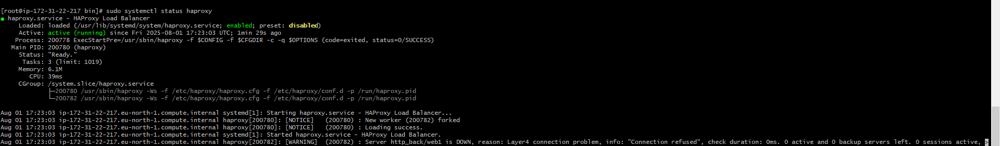 [root@ip-172-31-22-217 bin]# sudo systemctl status haproxy
● haproxy.service - HAProxy Load Balancer
     Loaded: loaded (/usr/lib/systemd/system/haproxy.service; enabled; preset: disabled)
     Active: active (running) since Fri 2025-08-01 17:23:03 UTC; 1min 29s ago
    Process: 200778 ExecStartPre=/usr/sbin/haproxy -f $CONFIG -f $CFGDIR -c -q $OPTIONS (code=exited, status=0/SUCCESS)
   Main PID: 200780 (haproxy)
     Status: "Ready."
      Tasks: 3 (limit: 1019)
     Memory: 6.1M
        CPU: 39ms
     CGroup: /system.slice/haproxy.service
             ├─200780 /usr/sbin/haproxy -Ws -f /etc/haproxy/haproxy.cfg -f /etc/haproxy/conf.d -p /run/haproxy.pid
             └─200782 /usr/sbin/haproxy -Ws -f /etc/haproxy/haproxy.cfg -f /etc/haproxy/conf.d -p /run/haproxy.pid
Aug 01 17:23:03 ip-172-31-22-217.eu-north-1.compute.internal systemd[1]: Starting haproxy.service - HAProxy Load Balancer...
Aug 01 17:23:03 ip-172-31-22-217.eu-north-1.compute.internal haproxy[200780]: [NOTICE]   (200780) : New worker (200782) forked
Aug 01 17:23:03 ip-172-31-22-217.eu-north-1.compute.internal haproxy[200780]: [NOTICE]   (200780) : Loading success.
Aug 01 17:23:03 ip-172-31-22-217.eu-north-1.compute.internal systemd[1]: Started haproxy.service - HAProxy Load Balancer.
Aug 01 17:23:03 ip-172-31-22-217.eu-north-1.compute.internal haproxy[200782]: [WARNING]  (200782) : Server http_back/web1 is DOWN, reason: Layer4 connection problem, info: "Connection refused", check duration: 0ms. 0 active and 0 backup servers left. 0 sessions active, >